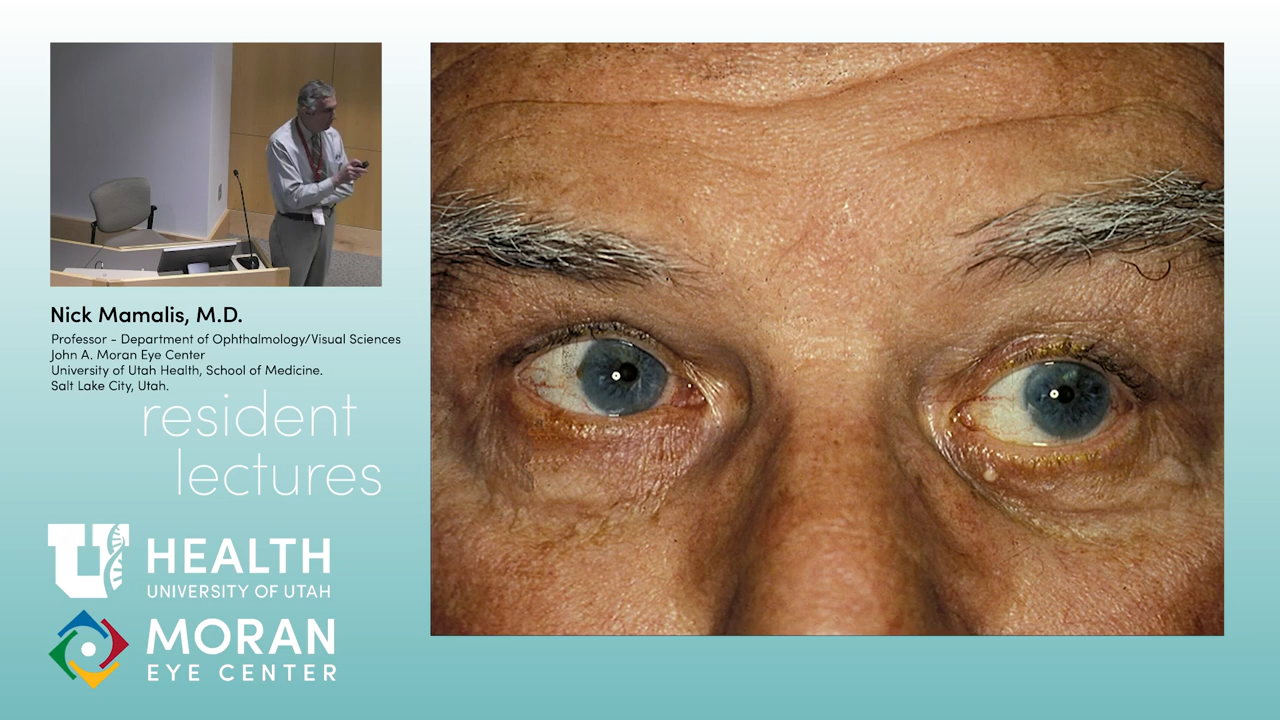 Nick Mamalis, M.D.
Professor - Department of Ophthalmology/Visual Sciences
John A. Moran Eye Center
University of Utah Health, School of Medicine.
Salt Lake City, Utah.
resident
lectures
U HEALTH
UNIVERSITY OF UTAH
MORAN
EYE CENTER